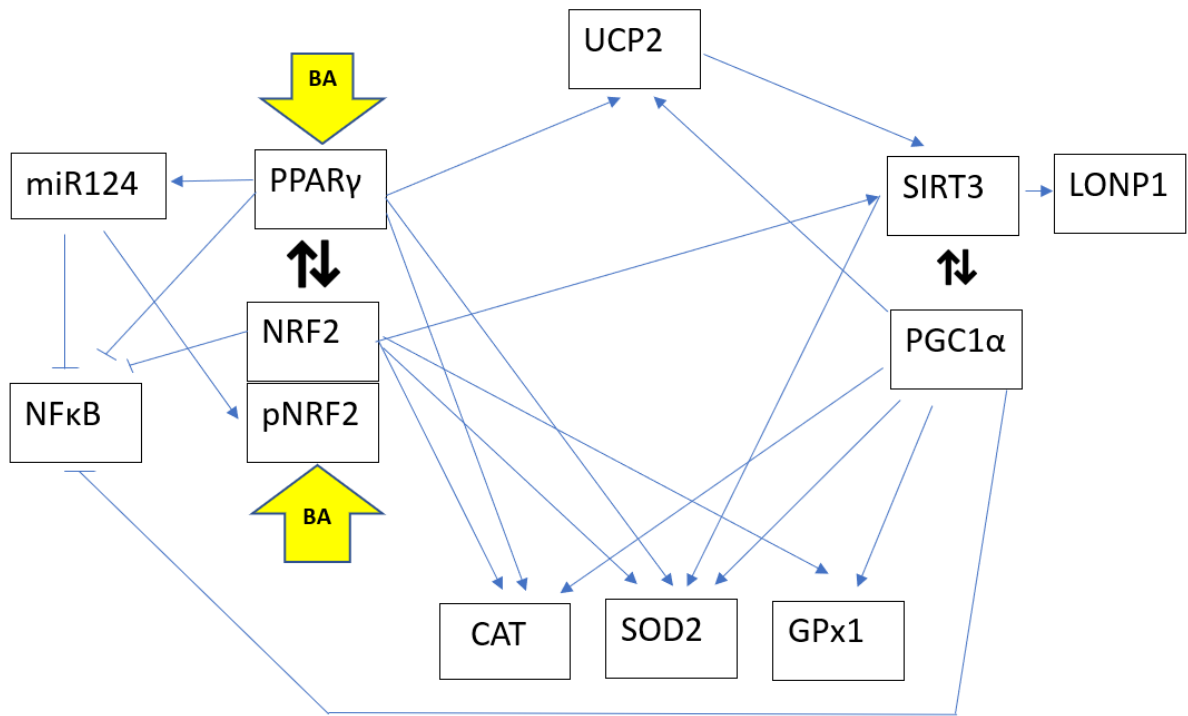 UCP2
BA
miR124
PPARγ
SIRT3
LONP1
NRF2
PGC1α
NFκB
pNRF2
BA
CAT
SOD2
GPx1